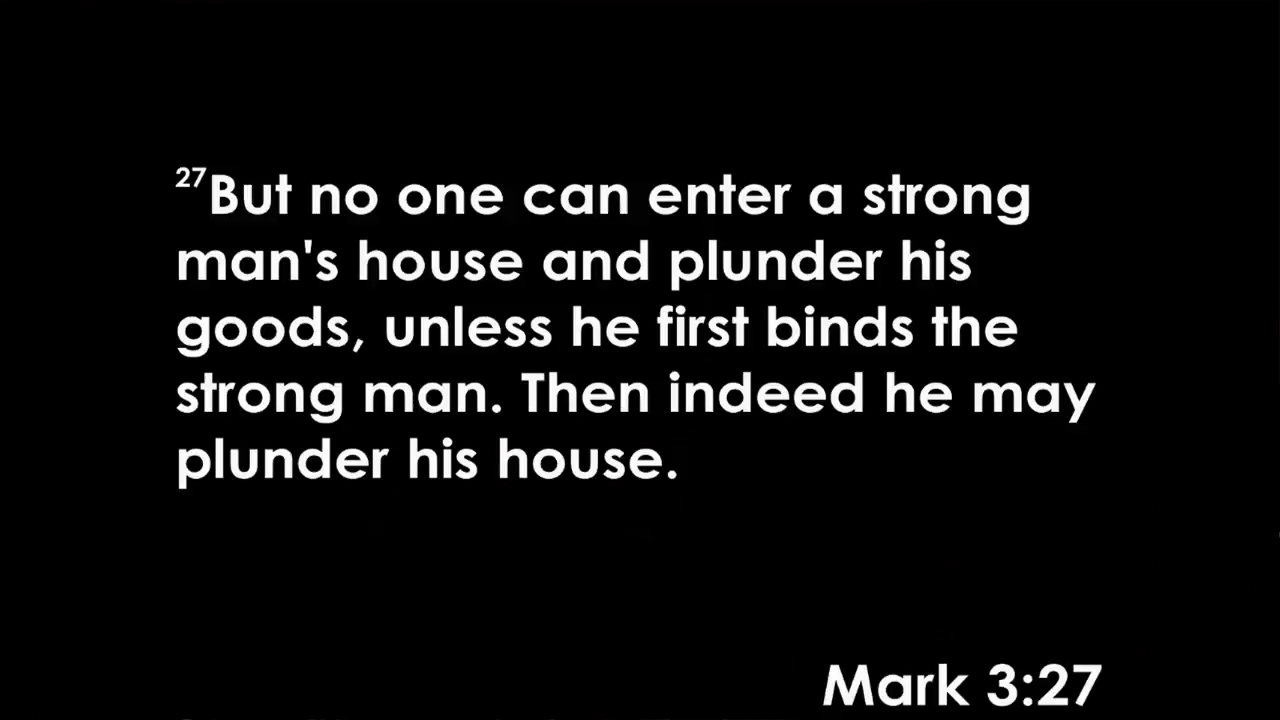 27But no one can enter a strong
man's house and plunder his
goods, unless he first binds the
strong man. Then indeed he may
plunder his house.
Mark 3:27